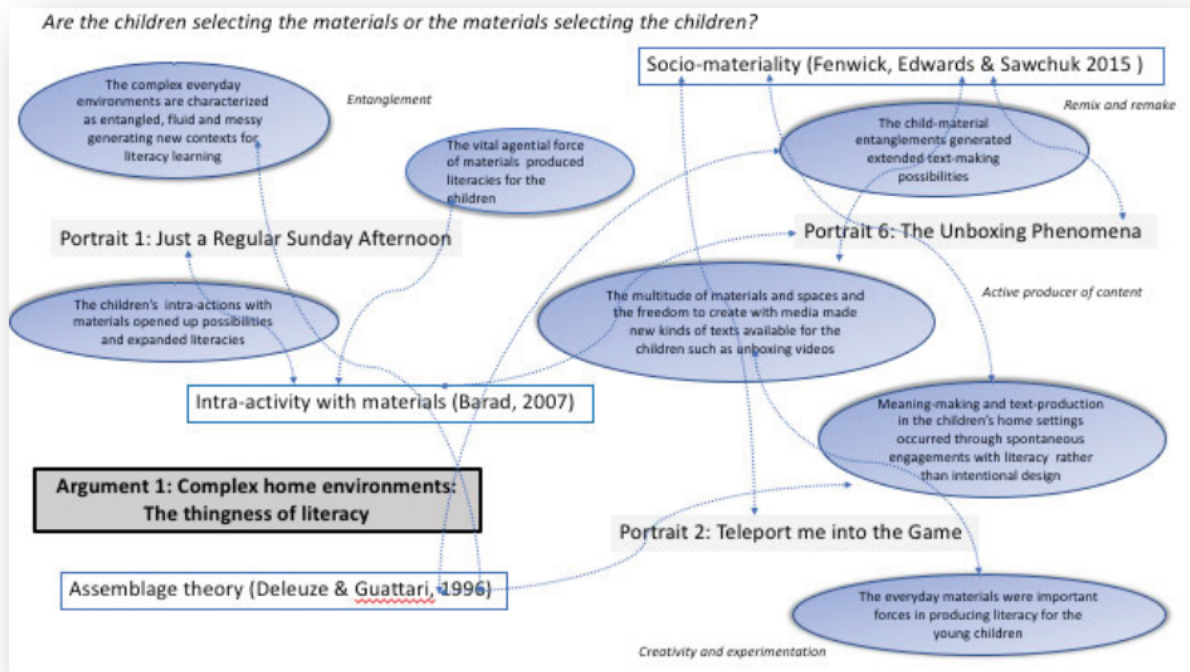 Are the children selecting the materials or the materials selecting the children?
Socio-materiality (Fenwick, Edwards & Sawchuk 2015 )
The complex everyday
environments are characterized
as entangled, fluid and messy
generating new contexts for
literacy learning
Entanglement
Remix and remake
The child-material
entanglements generated
extended text-making
possibilities
The vital agential force
of materials produced
literacies for the
children
Portrait 1: Just a Regular Sunday Afternoon
Portrait 6: The Unboxing Phenomena
The children's intra-actions with
materials opened up possibilities
and expanded literacies
The multitude of materials and spaces and
the freedom to create with media made
new kinds of texts available for the
children such as unboxing videos
Active producer of content
Intra-activity with materials (Barad, 2007)
Meaning-making and text-production
in the children's home settings
occurred through spontaneous
engagements with literacy rather
than intentional design
Argument 1: Complex home environments:
The thingness of literacy
Portrait 2: Teleport me into the Game
Assemblage theory (Deleuze & Guattari, 1996)
The everyday materials were important
forces in producing literacy for the
young children
Creativity and experimentation